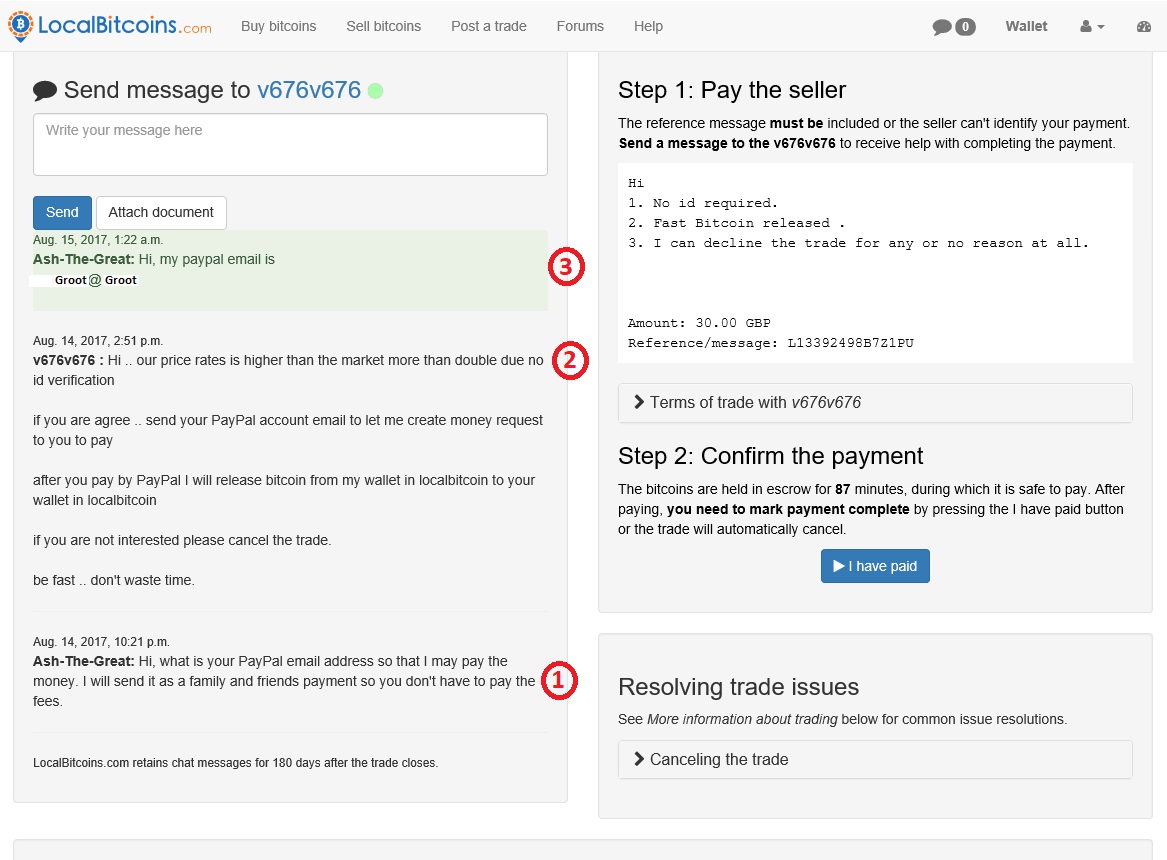 LocalBitcoins.com Buy bitcoins Sell bitcoins Post a trade Forums Help 0 Wallet
Send message to v676v676
Write your message here
Send Attach document
Aug. 15, 2017, 1:22 a.m.
Ash-The-Great: Hi, my paypal email is
Groot@ Groot
3
Aug. 14, 2017, 2:51 p.m.
v676v676 : Hi .. our price rates is higher than the market more than double due no
id verification
2
if you are agree .. send your PayPal account email to let me create money request
to you to pay
after you pay by PayPal I will release bitcoin from my wallet in localbitcoin to your
wallet in localbitcoin
if you are not interested please cancel the trade.
be fast .. don't waste time.
Aug. 14, 2017, 10:21 p.m.
Ash-The-Great: Hi, what is your PayPal email address so that I may pay the
money. I will send it as a family and friends payment so you don't have to pay the
fees.
1
LocalBitcoins.com retains chat messages for 180 days after the trade closes.
Step 1: Pay the seller
The reference message must be included or the seller can't identify your payment.
Send a message to the v676v676 to receive help with completing the payment.
Hi
1. No id required.
2. Fast Bitcoin released .
3. I can decline the trade for any or no reason at all.
Amount: 30.00 GBP
Reference/message: L13392498B7Z1PU
Terms of trade with v676v676
Step 2: Confirm the payment
The bitcoins are held in escrow for 87 minutes, during which it is safe to pay. After
paying, you need to mark payment complete by pressing the I have paid button
or the trade will automatically cancel.
I have paid
Resolving trade issues
See More information about trading below for common issue resolutions.
Canceling the trade